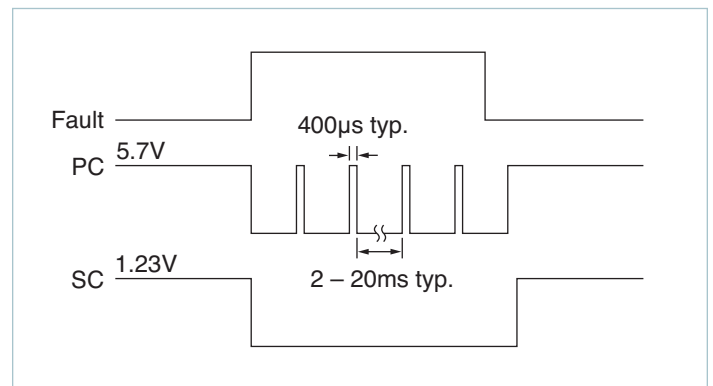 Fault
400µs typ.
5.7V
PC
2 – 20ms typ.
1.23V
SC